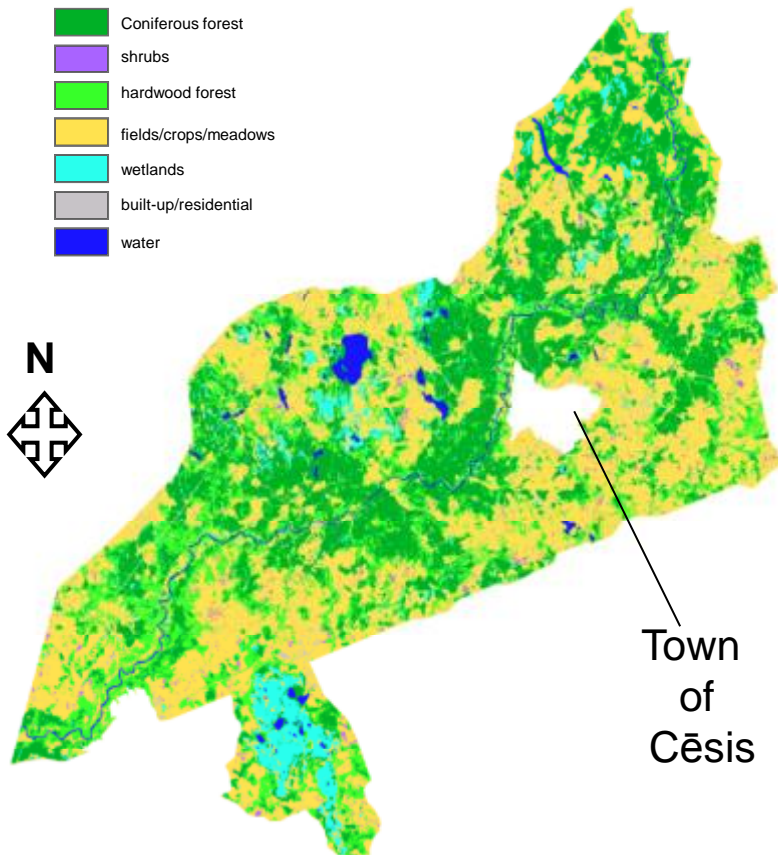 Coniferous forest
shrubs
hardwood forest
fields/crops/meadows
wetlands
built-up/residential
water
N
Town
of
Cēsis